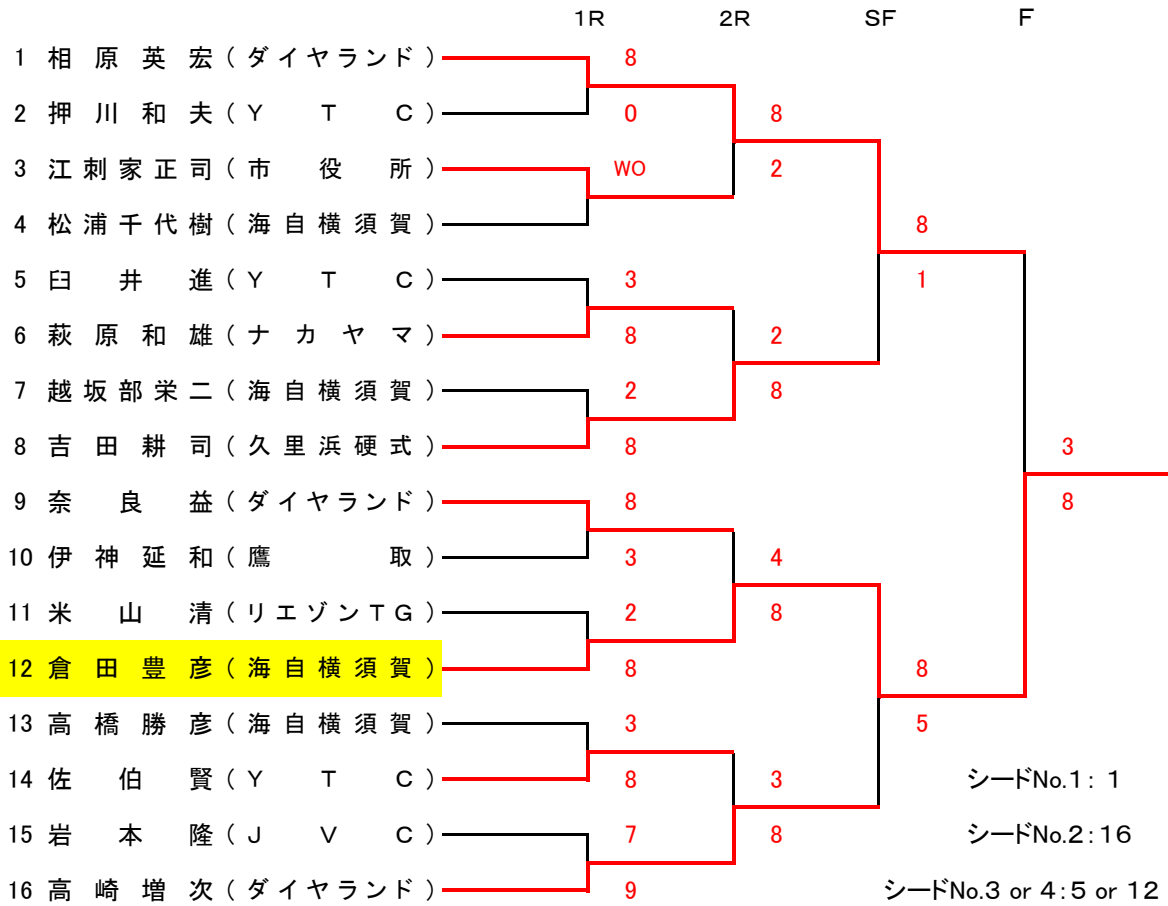 1R 2R SF F
1 相原英宏(ダイヤランド) 8
2 押川和夫(YTC) 0 8
3 江刺家正司(市役所) WO 2
4 松浦千代樹(海自横須賀) 8
5 臼井進(YTC) 3 1
6 萩原和雄(ナカヤマ) 8 2
7 越坂部栄二(海自横須賀) 2 8
8 吉田耕司(久里浜硬式) 8 3
9 奈良益(ダイヤランド) 8 8
10 伊神延和(鷹取) 3 4
11 米山清(リエゾンTG) 2 8
12 倉田豊彦(海自横須賀) 8 8
13 高橋勝彦(海自横須賀) 3 5
14 佐伯賢(YTC) 8 3 シードNo.1: 1
15 岩本隆(JVC) 7 8 シードNo.2:16
16 高崎増次(ダイヤランド) 9 シードNo.3 or 4:5 or 12